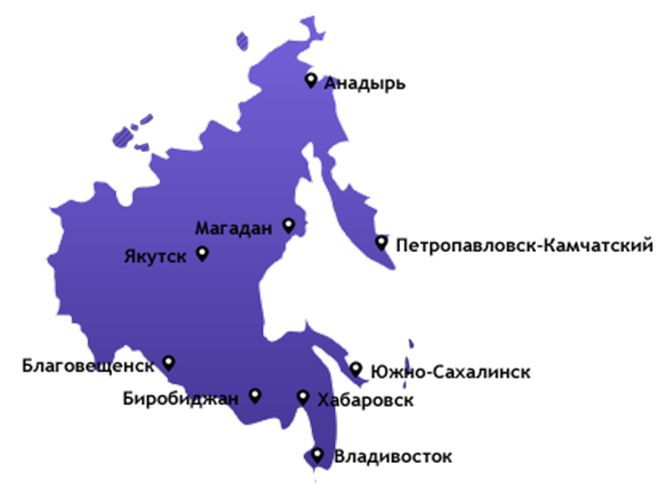 Анадырь
Магадан
Петропавловск-Камчатский
Якутск
Благовещенск
Южно-Сахалинск
Биробиджан
Хабаровск
Владивосток